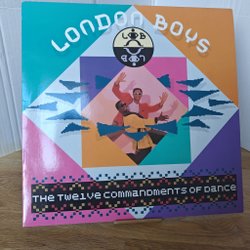 LONDON BOYS
L B
L B
THE TWELVE COMMANDMENTS OF DANCE